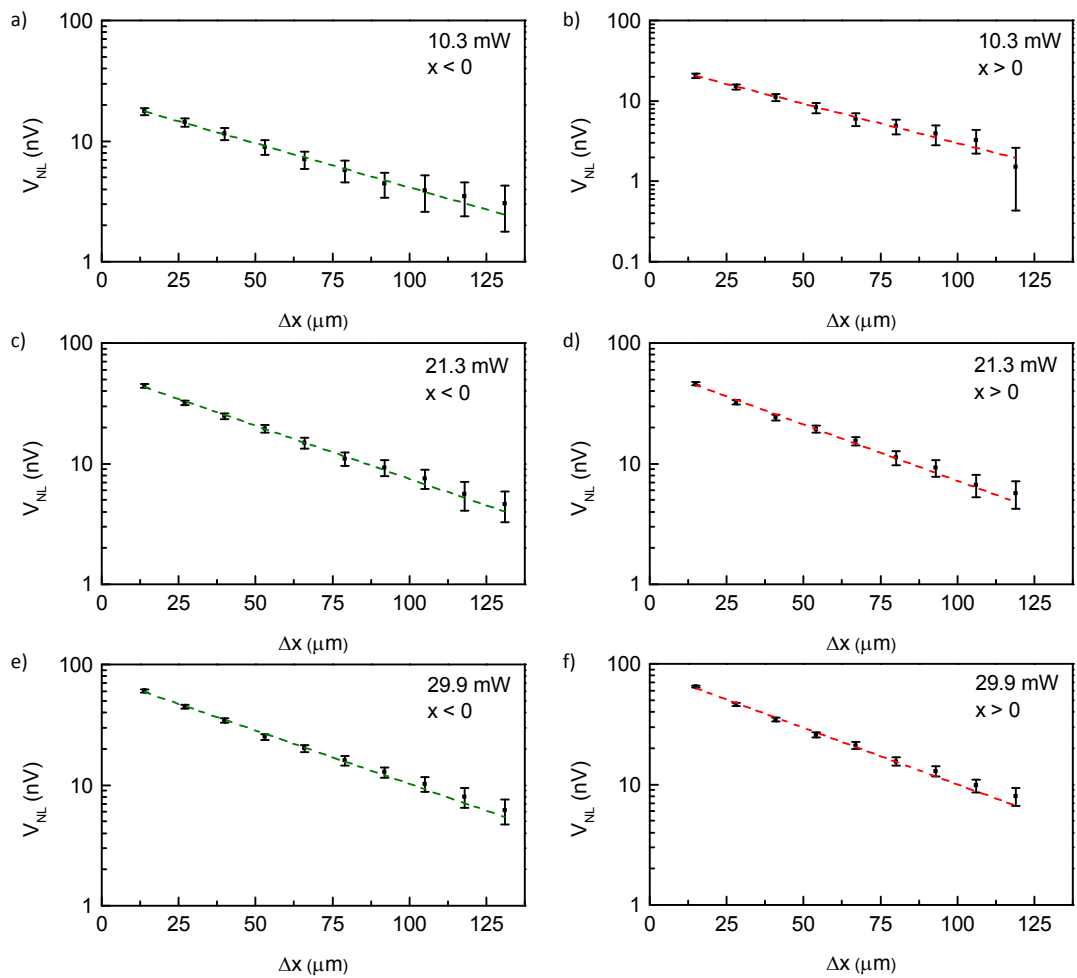 a)
100
10
1
V_NL (nV)
10.3 mW
x < 0
0 25 50 75 100 125
Δx (μm)
b)
100
10
1
0.1
V_NL (nV)
10.3 mW
x > 0
0 25 50 75 100 125
Δx (μm)
c)
100
10
1
V_NL (nV)
21.3 mW
x < 0
0 25 50 75 100 125
Δx (μm)
d)
100
10
1
V_NL (nV)
21.3 mW
x > 0
0 25 50 75 100 125
Δx (μm)
e)
100
10
1
V_NL (nV)
29.9 mW
x < 0
0 25 50 75 100 125
Δx (μm)
f)
100
10
1
V_NL (nV)
29.9 mW
x > 0
0 25 50 75 100 125
Δx (μm)